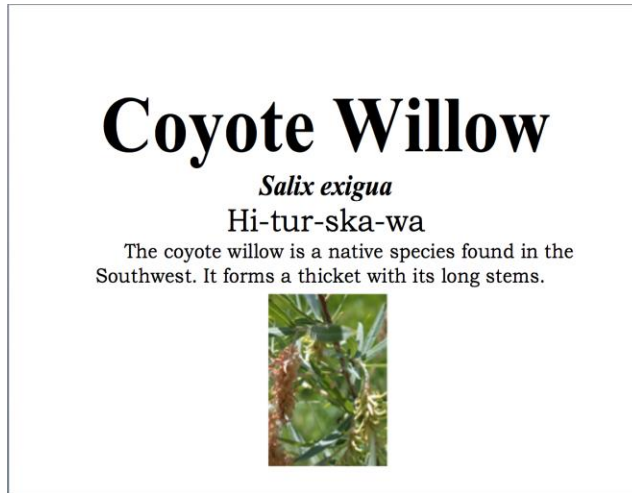 Coyote Willow
Salix exigua
Hi-tur-ska-wa
The coyote willow is a native species found in the
Southwest. It forms a thicket with its long stems.